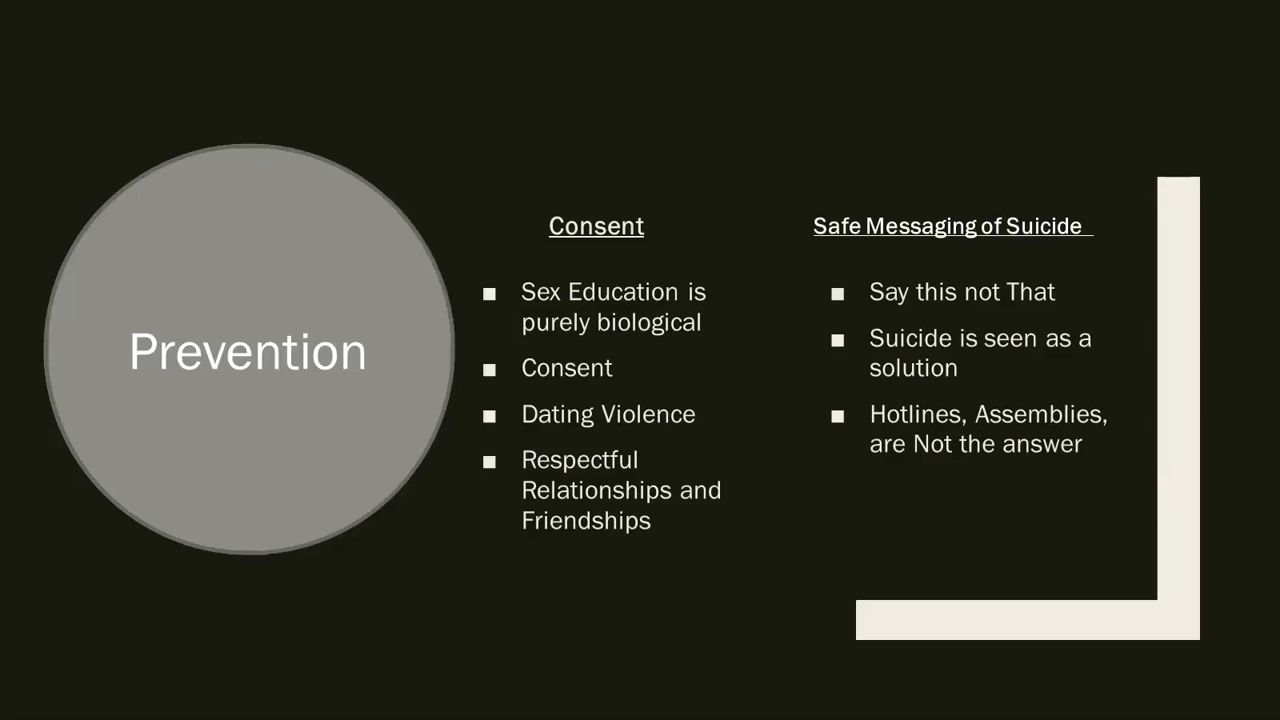 Prevention
Consent
Sex Education is
purely biological
Consent
Dating Violence
Respectful
Relationships and
Friendships
Safe Messaging of Suicide
Say this not That
Suicide is seen as a
solution
Hotlines, Assemblies,
are Not the answer